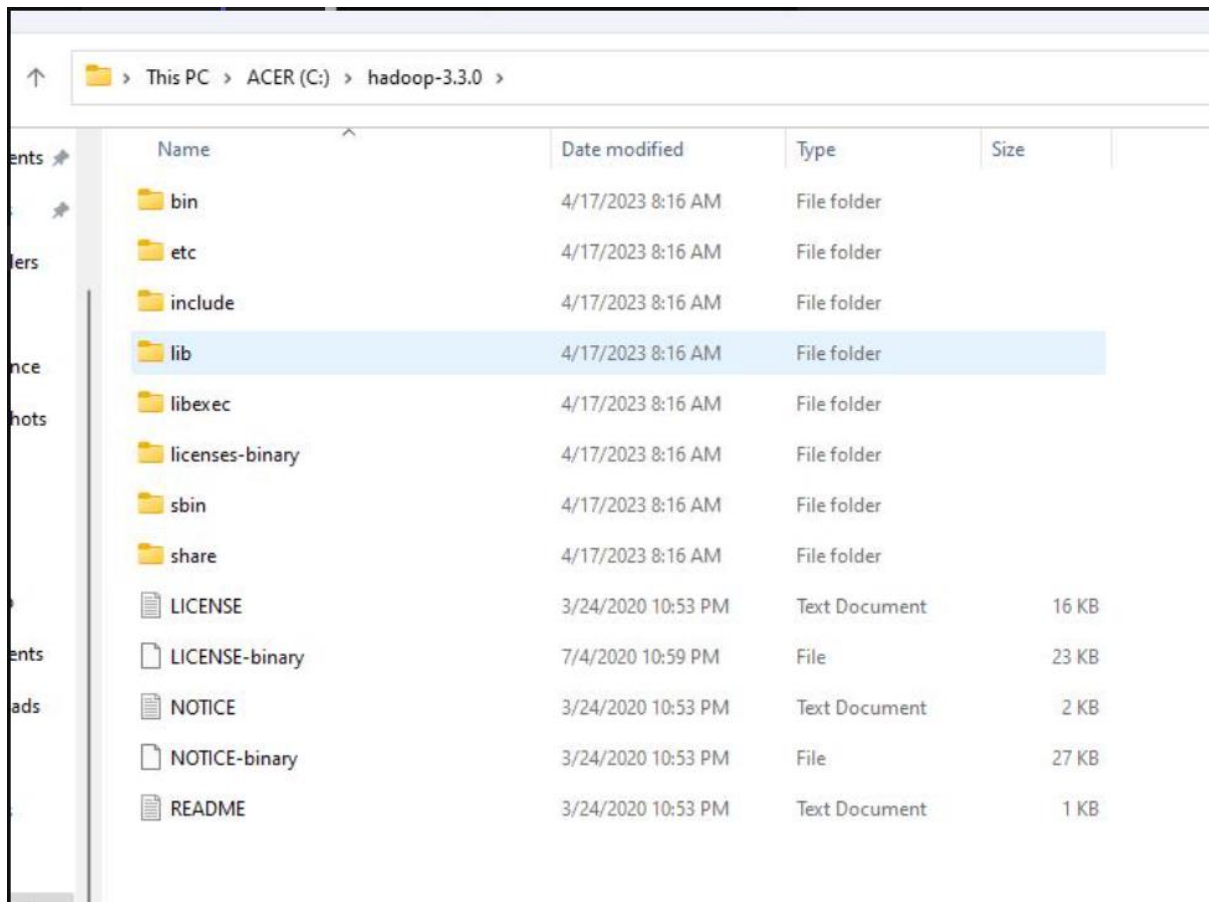 This PC > ACER (C:) > hadoop-3.3.0 >
Name Date modified Type Size
bin 4/17/2023 8:16 AM File folder
etc 4/17/2023 8:16 AM File folder
include 4/17/2023 8:16 AM File folder
lib 4/17/2023 8:16 AM File folder
libexec 4/17/2023 8:16 AM File folder
licenses-binary 4/17/2023 8:16 AM File folder
sbin 4/17/2023 8:16 AM File folder
share 4/17/2023 8:16 AM File folder
LICENSE 3/24/2020 10:53 PM Text Document 16 KB
LICENSE-binary 7/4/2020 10:59 PM File 23 KB
NOTICE 3/24/2020 10:53 PM Text Document 2 KB
NOTICE-binary 3/24/2020 10:53 PM File 27 KB
README 3/24/2020 10:53 PM Text Document 1 KB
ents
ders
nce
hots
ents
ads